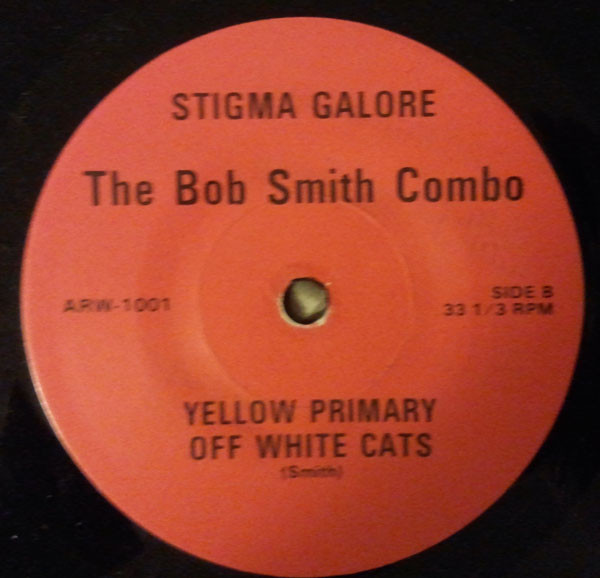 STIGMA GALORE
The Bob Smith Combo
ARW-1001
SIDE B
33 1/3 RPM
YELLOW PRIMARY
OFF WHITE CATS
(Smith)